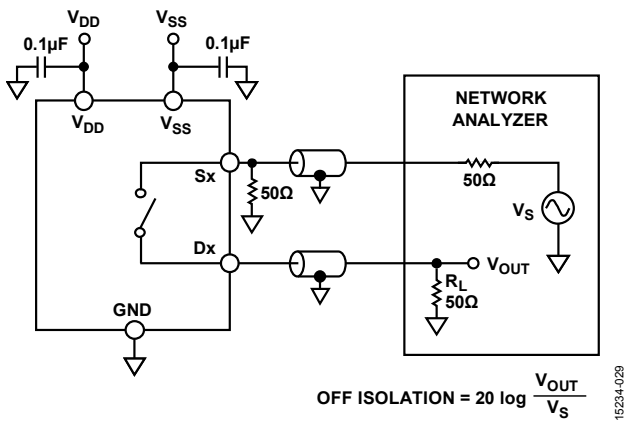 VDD
VSS
0.1µF
0.1µF
VDD
VSS
NETWORK
ANALYZER
Sx
50Ω
50Ω
VS
Dx
VOUT
RL
50Ω
GND
OFF ISOLATION = 20 log VOUT
VS
15234-029